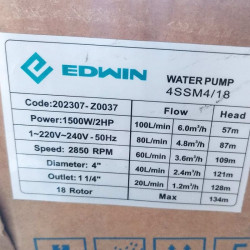 EDWIN
WATER PUMP
4SSM4/18
Code:202307-Z0037
Power:1500W/2HP
1~220V~240V-50Hz
Speed: 2850 RPM
Diameter: 4"
Outlet:1 1/4"
18 Rotor
Flow Head
100L/min 6.0m³/h 57m
80L/min 4.8m³/h 87m
60L/min 3.6m³/h 109m
40L/min 2.4m³/h 121m
20L/min 1.2m³/h 128m
Max 134m